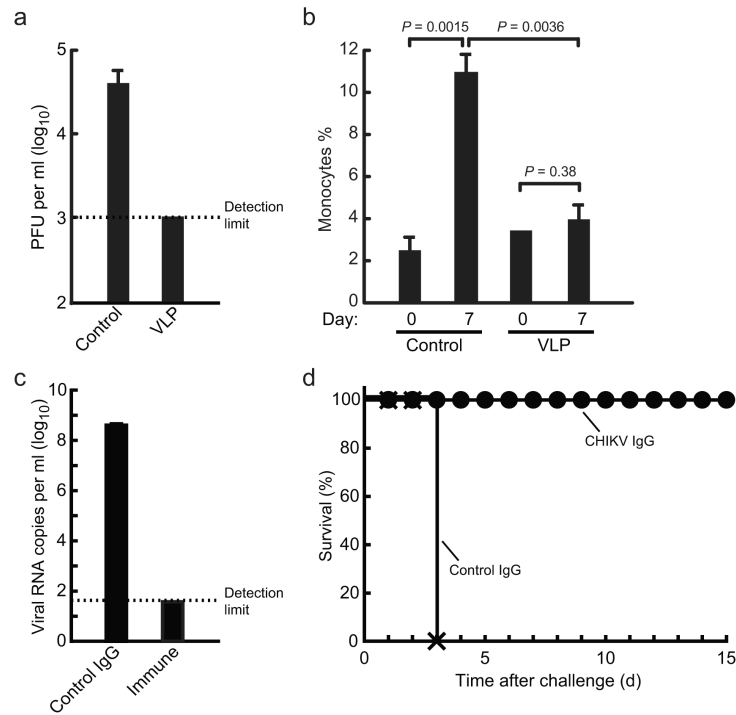 a
PFU per ml (log10)
5
4
3
2
Detection
limit
Control
VLP
b
Monocytes %
12
10
8
6
4
2
0
P = 0.0015
P = 0.0036
P = 0.38
Day: 0 7 0 7
Control VLP
c
Viral RNA copies per ml (log10)
10
8
6
4
2
0
Detection
limit
Control IgG
Immune
d
Survival (%)
100
80
60
40
20
0
CHIKV IgG
Control IgG
0 5 10 15
Time after challenge (d)